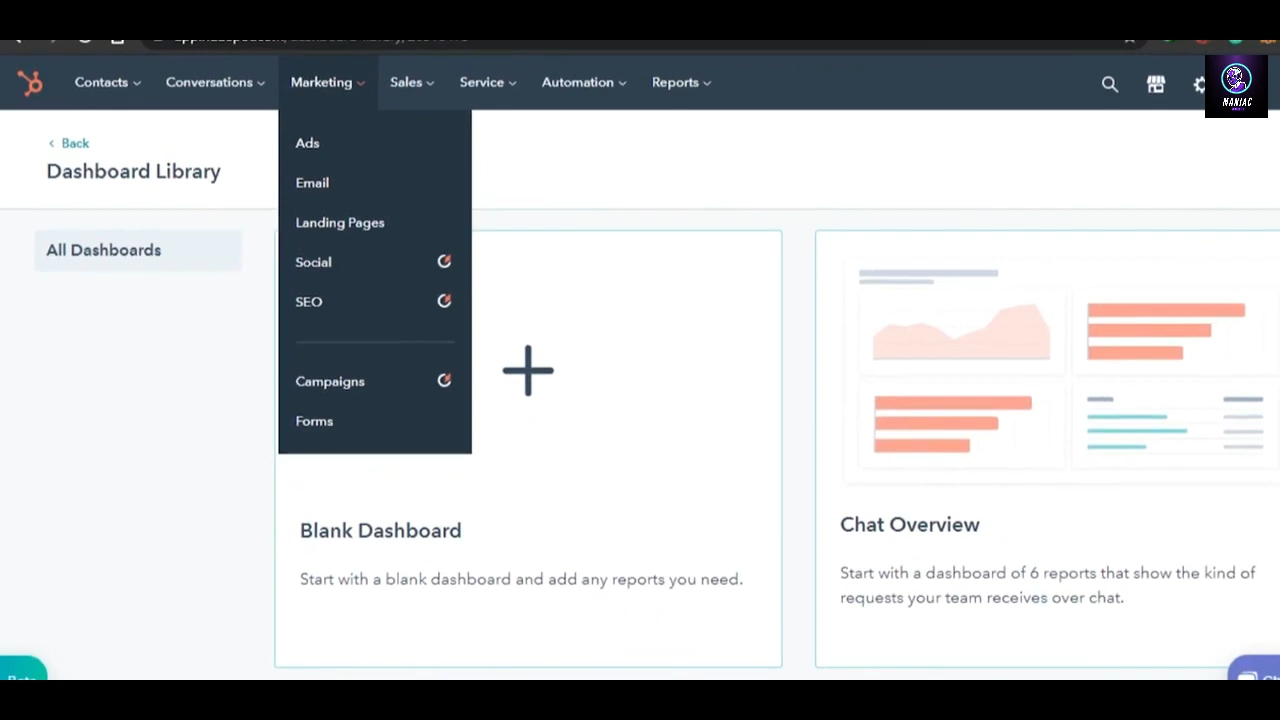 Contacts
Conversations
Marketing
Sales
Service
Automation
Reports
MANIAC
Back
Dashboard Library
All Dashboards
Ads
Email
Landing Pages
Social
SEO
Campaigns
Forms
Blank Dashboard
Start with a blank dashboard and add any reports you need.
Chat Overview
Start with a dashboard of 6 reports that show the kind of
requests your team receives over chat.